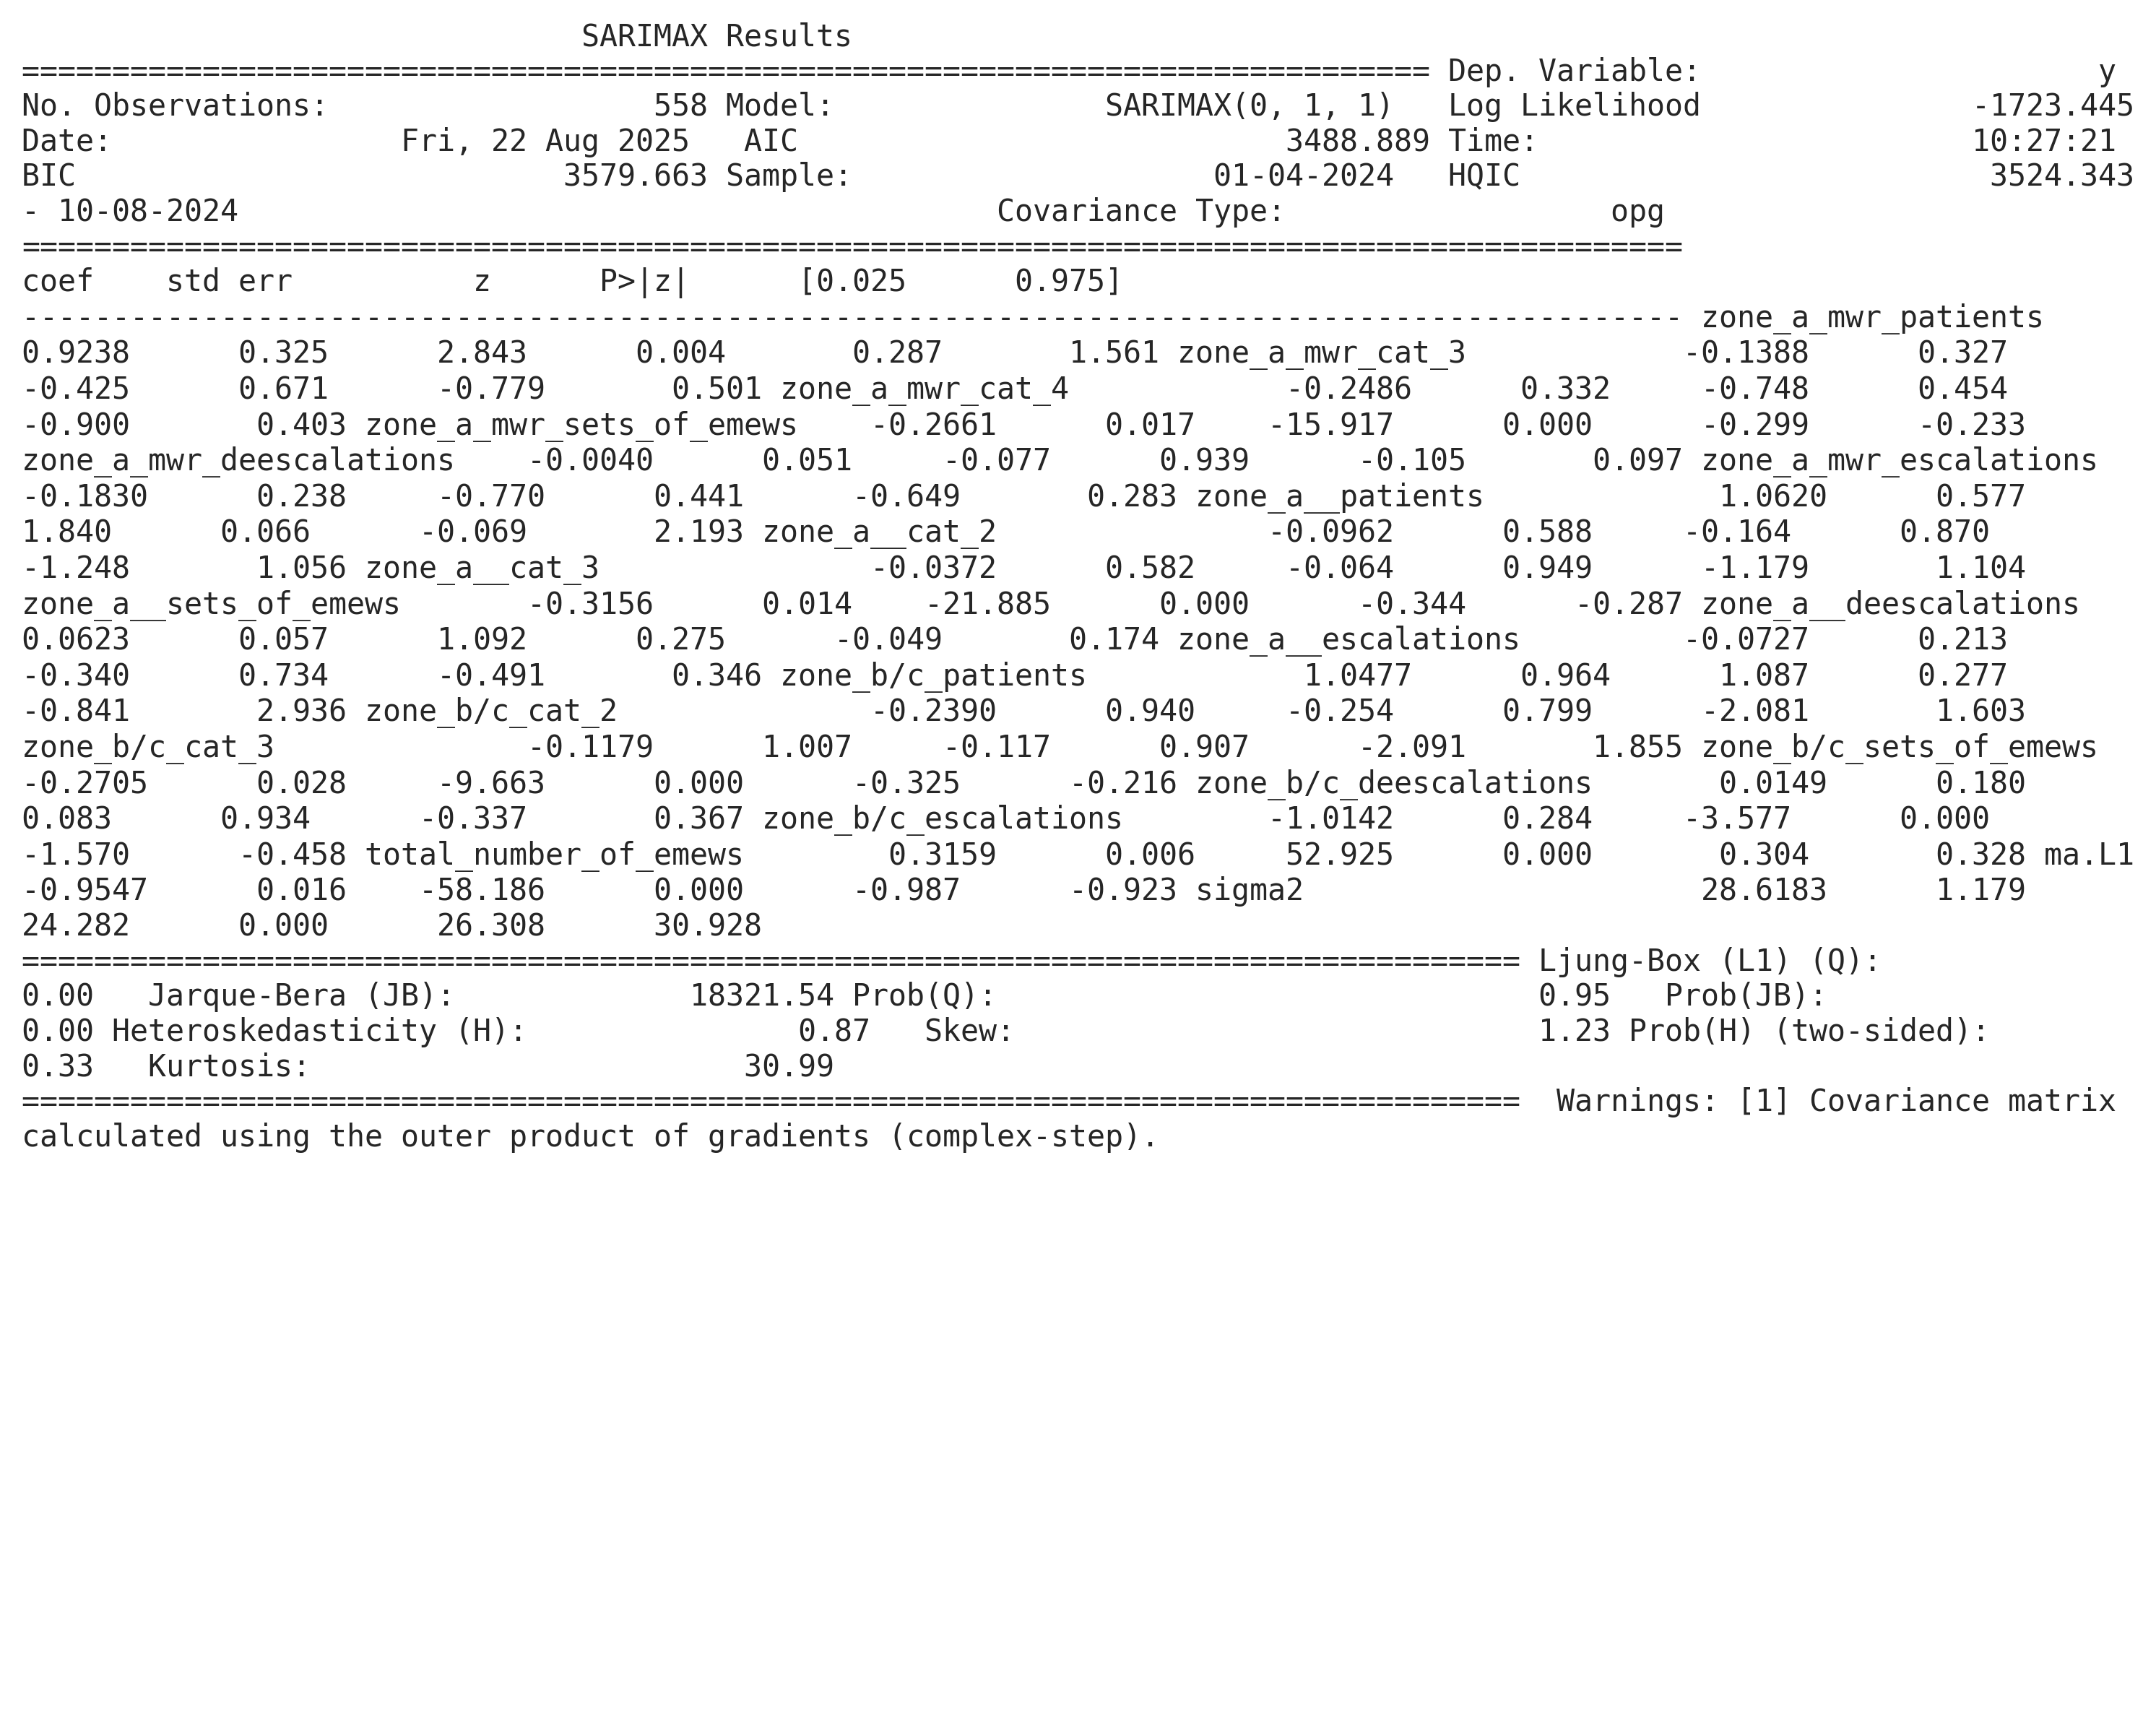 SARIMAX Results
============================================================================== Dep. Variable:                      y
No. Observations:                  558 Model:               SARIMAX(0, 1, 1)   Log Likelihood               -1723.445
Date:                Fri, 22 Aug 2025   AIC                           3488.889 Time:                        10:27:21
BIC                           3579.663 Sample:                    01-04-2024   HQIC                          3524.343
- 10-08-2024                                          Covariance Type:                  opg
============================================================================================
coef    std err          z      P>|z|      [0.025      0.975]
-------------------------------------------------------------------------------------------- zone_a_mwr_patients
0.9238      0.325      2.843      0.004       0.287       1.561 zone_a_mwr_cat_3            -0.1388      0.327
-0.425      0.671      -0.779       0.501 zone_a_mwr_cat_4            -0.2486      0.332     -0.748      0.454
-0.900       0.403 zone_a_mwr_sets_of_emews    -0.2661      0.017    -15.917      0.000      -0.299      -0.233
zone_a_mwr_deescalations    -0.0040      0.051     -0.077      0.939      -0.105       0.097 zone_a_mwr_escalations
-0.1830      0.238     -0.770      0.441      -0.649       0.283 zone_a__patients             1.0620      0.577
1.840      0.066      -0.069       2.193 zone_a__cat_2               -0.0962      0.588     -0.164      0.870
-1.248       1.056 zone_a__cat_3               -0.0372      0.582     -0.064      0.949      -1.179       1.104
zone_a__sets_of_emews       -0.3156      0.014    -21.885      0.000      -0.344      -0.287 zone_a__deescalations
0.0623      0.057      1.092      0.275      -0.049       0.174 zone_a__escalations         -0.0727      0.213
-0.340      0.734      -0.491       0.346 zone_b/c_patients            1.0477      0.964      1.087      0.277
-0.841       2.936 zone_b/c_cat_2              -0.2390      0.940     -0.254      0.799      -2.081       1.603
zone_b/c_cat_3              -0.1179      1.007     -0.117      0.907      -2.091       1.855 zone_b/c_sets_of_emews
-0.2705      0.028     -9.663      0.000      -0.325      -0.216 zone_b/c_deescalations       0.0149      0.180
0.083      0.934      -0.337       0.367 zone_b/c_escalations        -1.0142      0.284     -3.577      0.000
-1.570      -0.458 total_number_of_emews        0.3159      0.006     52.925      0.000       0.304       0.328 ma.L1
-0.9547      0.016    -58.186      0.000      -0.987      -0.923 sigma2                      28.6183      1.179
24.282      0.000      26.308      30.928
=================================================================================== Ljung-Box (L1) (Q):
0.00   Jarque-Bera (JB):             18321.54 Prob(Q):                              0.95   Prob(JB):
0.00 Heteroskedasticity (H):               0.87   Skew:                             1.23 Prob(H) (two-sided):
0.33   Kurtosis:                        30.99
===================================================================================  Warnings: [1] Covariance matrix
calculated using the outer product of gradients (complex-step).